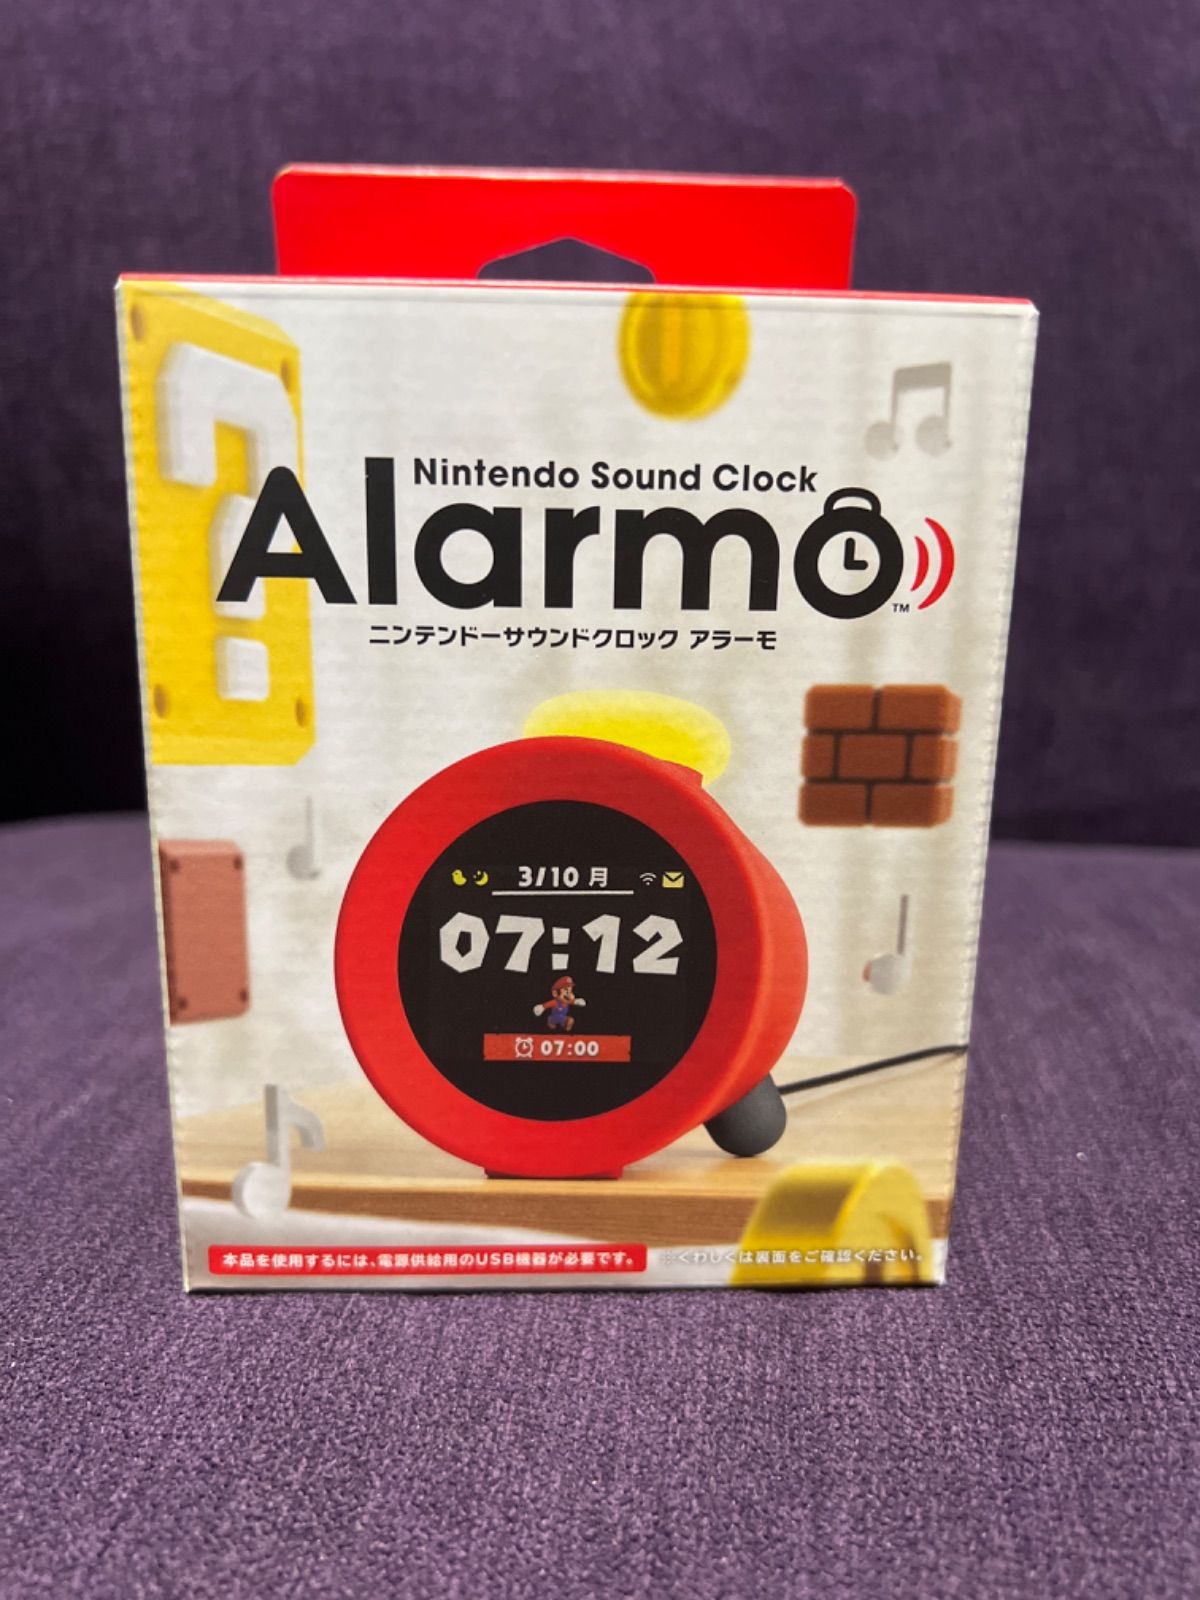 Nintendo Sound Clock
Alarmo
TM
ニンテンドーサウンドクロック アラーモ
3/10 月
07:12
07:00
本品を使用するには、電源供給用のUSB機器が必要です。
※くわしくは裏面をご確認ください。